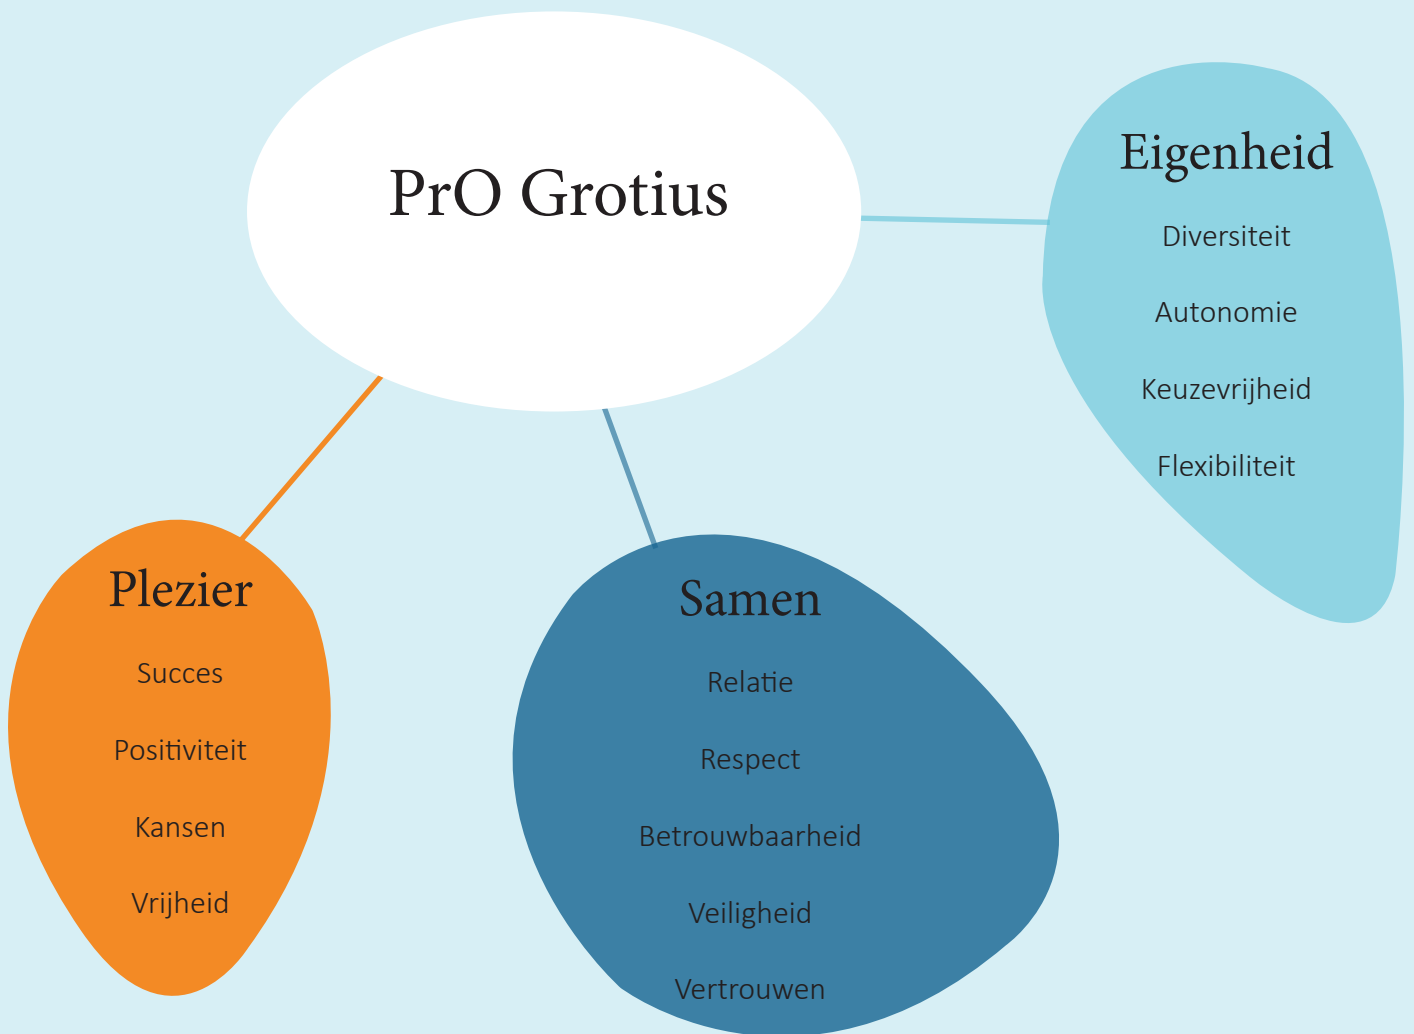 PrO Grotius
Eigenheid
Diversiteit
Autonomie
Keuzevrijheid
Flexibiliteit
Plezier
Succes
Positiviteit
Kansen
Vrijheid
Samen
Relatie
Respect
Betrouwbaarheid
Veiligheid
Vertrouwen